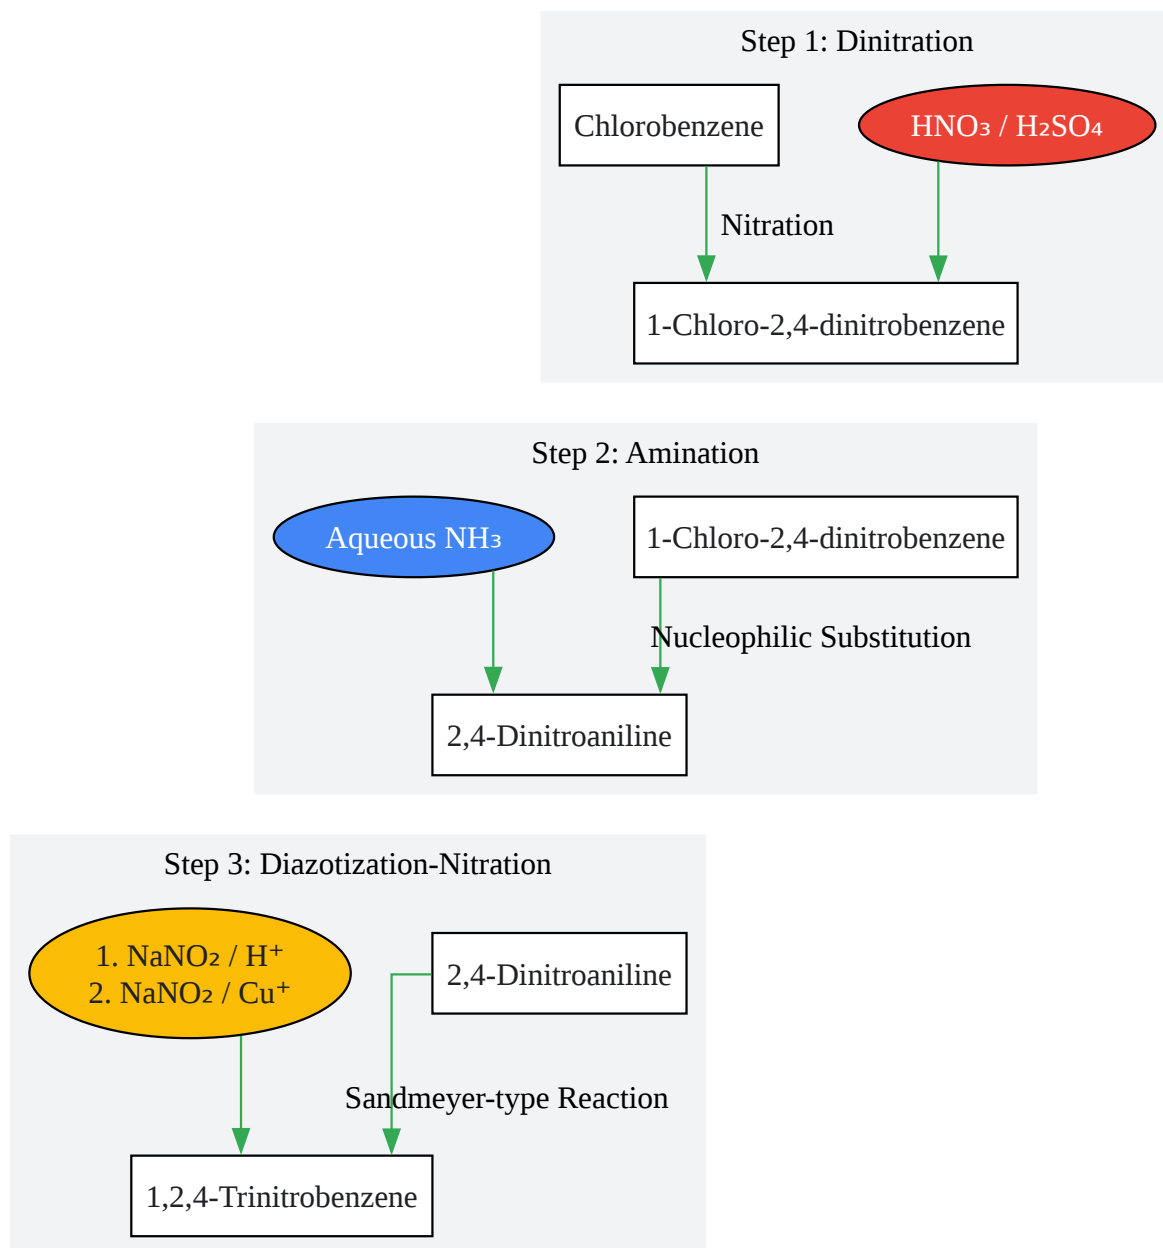 Step 1: Dinitration
Chlorobenzene
HNO₃ / H₂SO₄
Nitration
1-Chloro-2,4-dinitrobenzene
Step 2: Amination
Aqueous NH₃
1-Chloro-2,4-dinitrobenzene
Nucleophilic Substitution
2,4-Dinitroaniline
Step 3: Diazotization-Nitration
1. NaNO₂ / H⁺
2. NaNO₂ / Cu⁺
2,4-Dinitroaniline
Sandmeyer-type Reaction
1,2,4-Trinitrobenzene